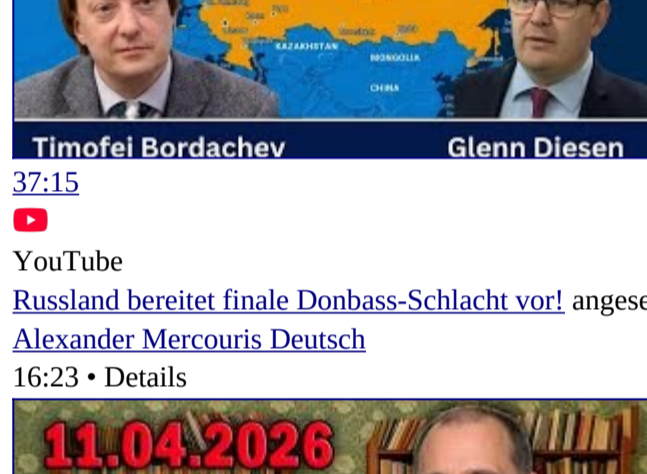 KAZAKHSTAN
MONGOLIA
CHINA
Timofei Bordachev
Glenn Diesen
37:15
YouTube
Russland bereitet finale Donbass-Schlacht vor! angese
Alexander Mercouris Deutsch
16:23 • Details
11.04.2026